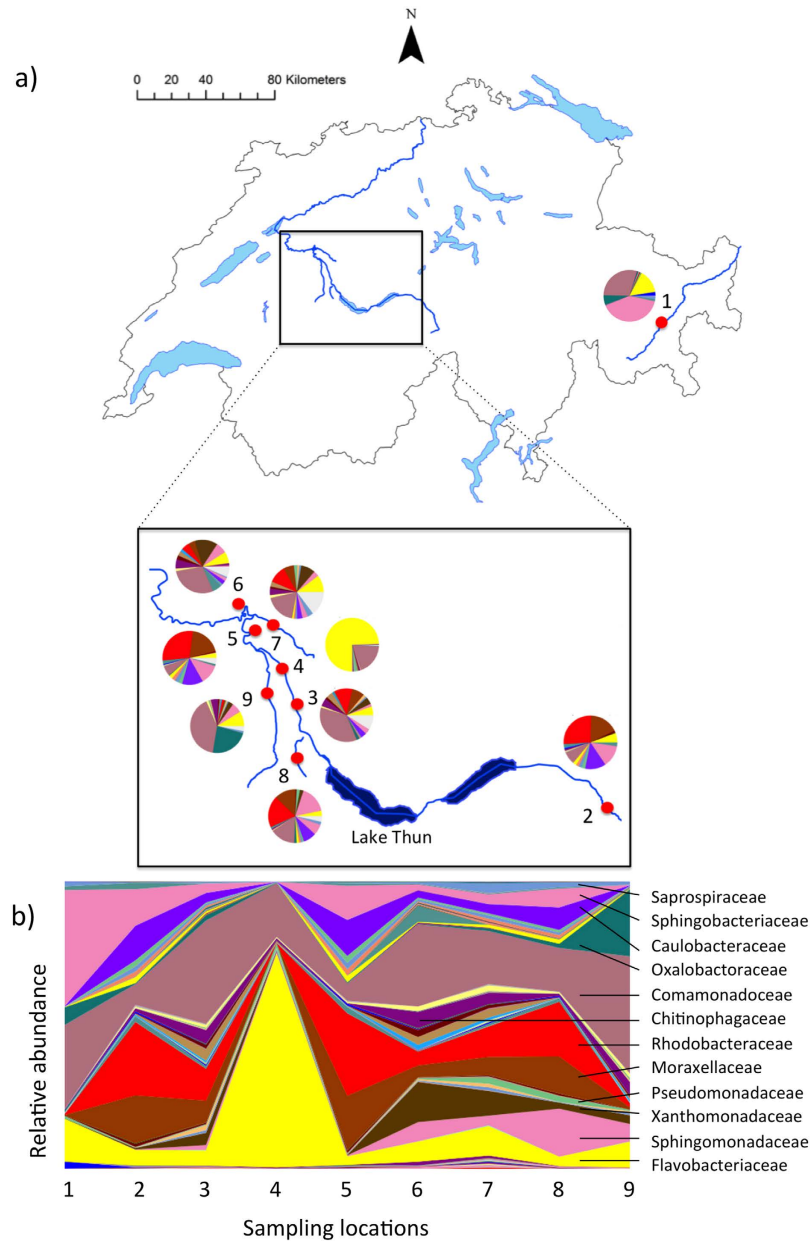 N
0 20 40 80 Kilometers
a)
1
6
5
7
4
9
3
8
2
Lake Thun
b)
Saprospiraceae
Sphingobacteriaceae
Caulobacteraceae
Oxalobactoraceae
Comamonadoceae
Chitinophagaceae
Rhodobacteraceae
Moraxellaceae
Pseudomonadaceae
Xanthomonadaceae
Sphingomonadaceae
Flavobacteriaceae
Relative abundance
1 2 3 4 5 6 7 8 9
Sampling locations